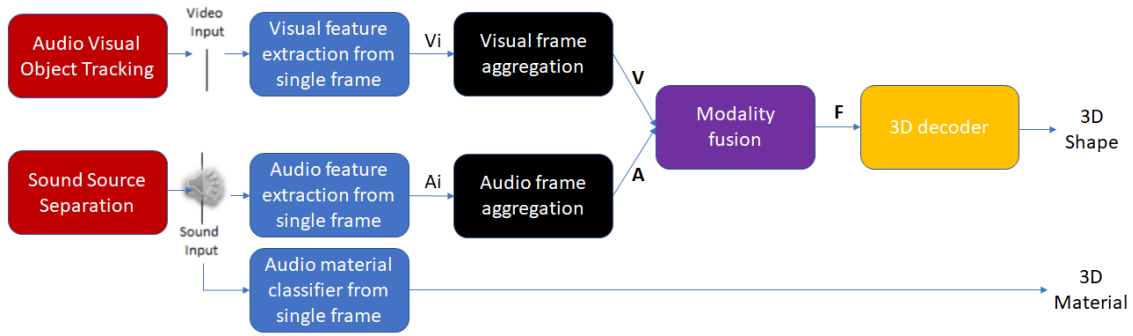 Audio Visual
Object Tracking
Video
Input
Visual feature
extraction from
single frame
Vi
Visual frame
aggregation
V
Modality
fusion
F
3D decoder
3D
Shape
Sound Source
Separation
Sound
Input
Audio feature
extraction from
single frame
Ai
Audio frame
aggregation
A
Audio material
classifier from
single frame
3D
Material